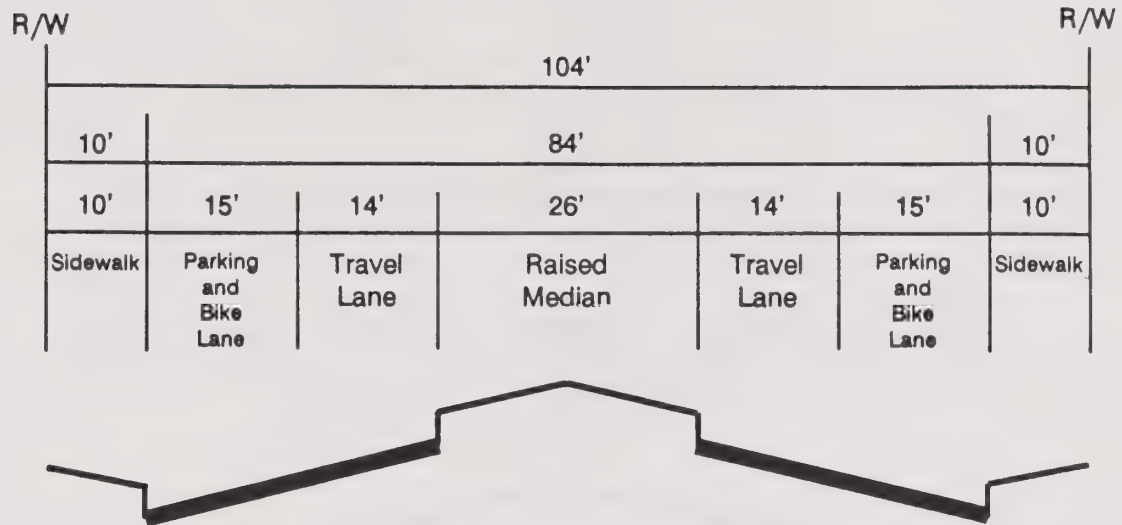 R/W R/W
104'
10' 84' 10'
10' 15' 14' 26' 14' 15' 10'
Sidewalk Parking and Bike Lane Travel Lane Raised Median Travel Lane Parking and Bike Lane Sidewalk